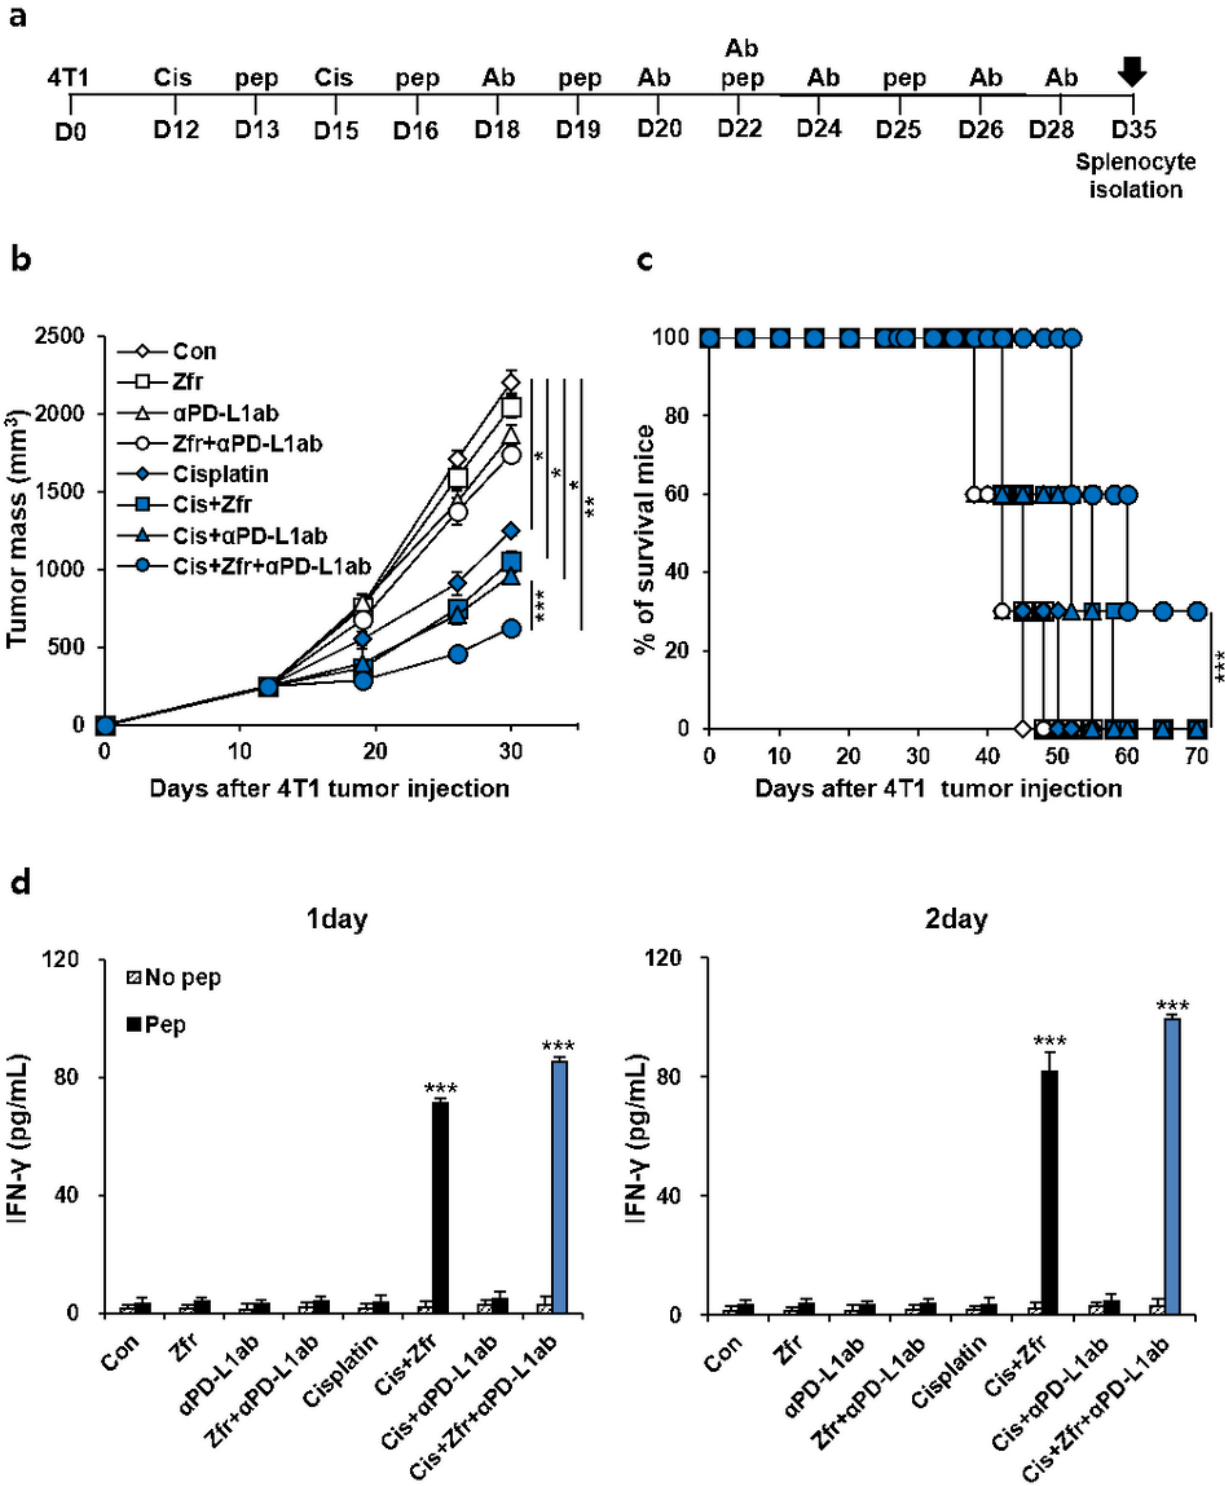 a
Ab
4T1 Cis pep Cis pep Ab pep Ab pep Ab pep Ab Ab
D0 D12 D13 D15 D16 D18 D19 D20 D22 D24 D25 D26 D28 D35
Splenocyte
isolation
b
Tumor mass (mm³)
2500
2000
1500
1000
500
0
Con
Zfr
αPD-L1ab
Zfr+αPD-L1ab
Cisplatin
Cis+Zfr
Cis+αPD-L1ab
Cis+Zfr+αPD-L1ab
*
*
*
**
***
0 10 20 30
Days after 4T1 tumor injection
c
% of survival mice
100
80
60
40
20
0
***
0 10 20 30 40 50 60 70
Days after 4T1 tumor injection
d
1day
IFN-γ (pg/mL)
120
80
40
0
No pep
Pep
***
***
Con
Zfr
αPD-L1ab
Zfr+αPD-L1ab
Cisplatin
Cis+Zfr
Cis+αPD-L1ab
Cis+Zfr+αPD-L1ab
2day
IFN-γ (pg/mL)
120
80
40
0
***
***
Con
Zfr
αPD-L1ab
Zfr+αPD-L1ab
Cisplatin
Cis+Zfr
Cis+αPD-L1ab
Cis+Zfr+αPD-L1ab